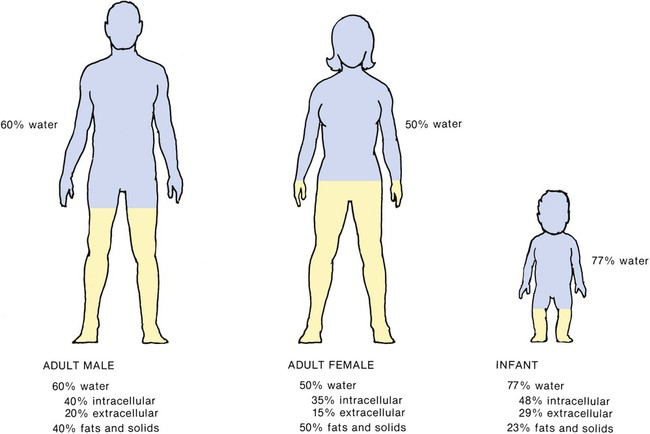 60% water
50% water
77% water
ADULT MALE
60% water
40% intracellular
20% extracellular
40% fats and solids
ADULT FEMALE
50% water
35% intracellular
15% extracellular
50% fats and solids
INFANT
77% water
48% intracellular
29% extracellular
23% fats and solids